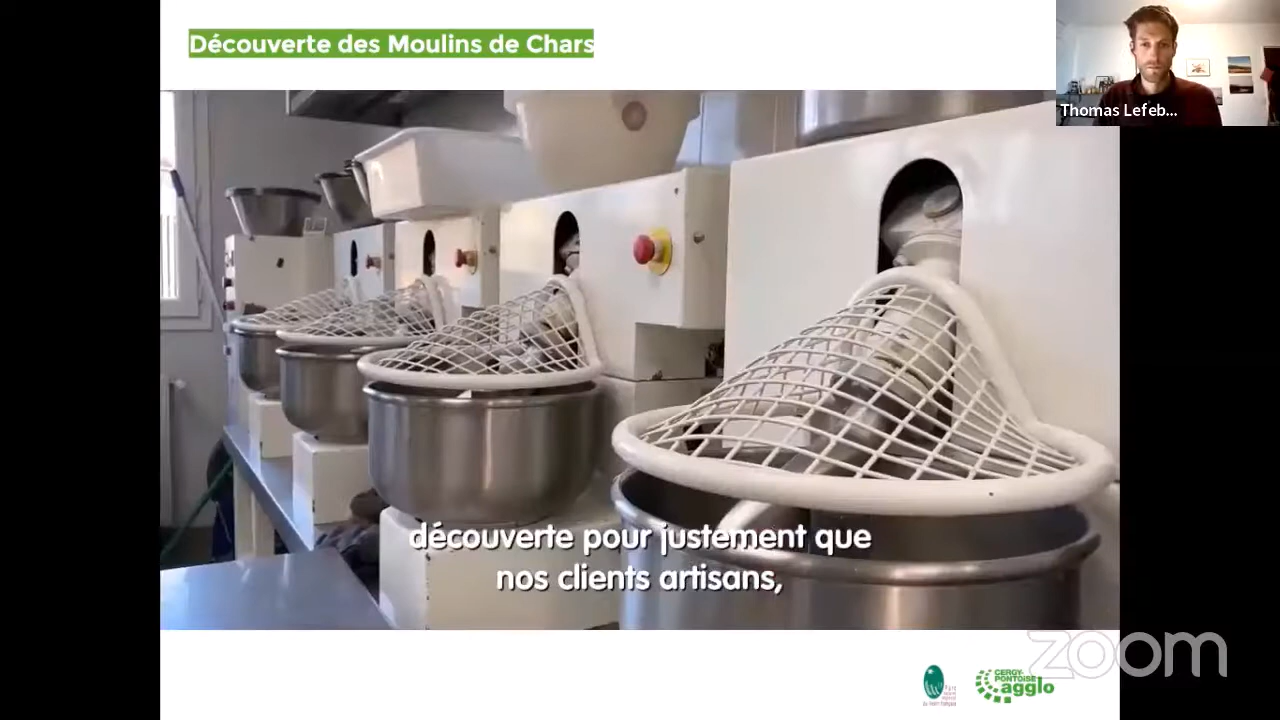 Découverte des Moulins de Chars
Thomas Lefeb...
découverte pour justement que
nos clients artisans,
zoom
CERGY-
PONTOISE
agglo